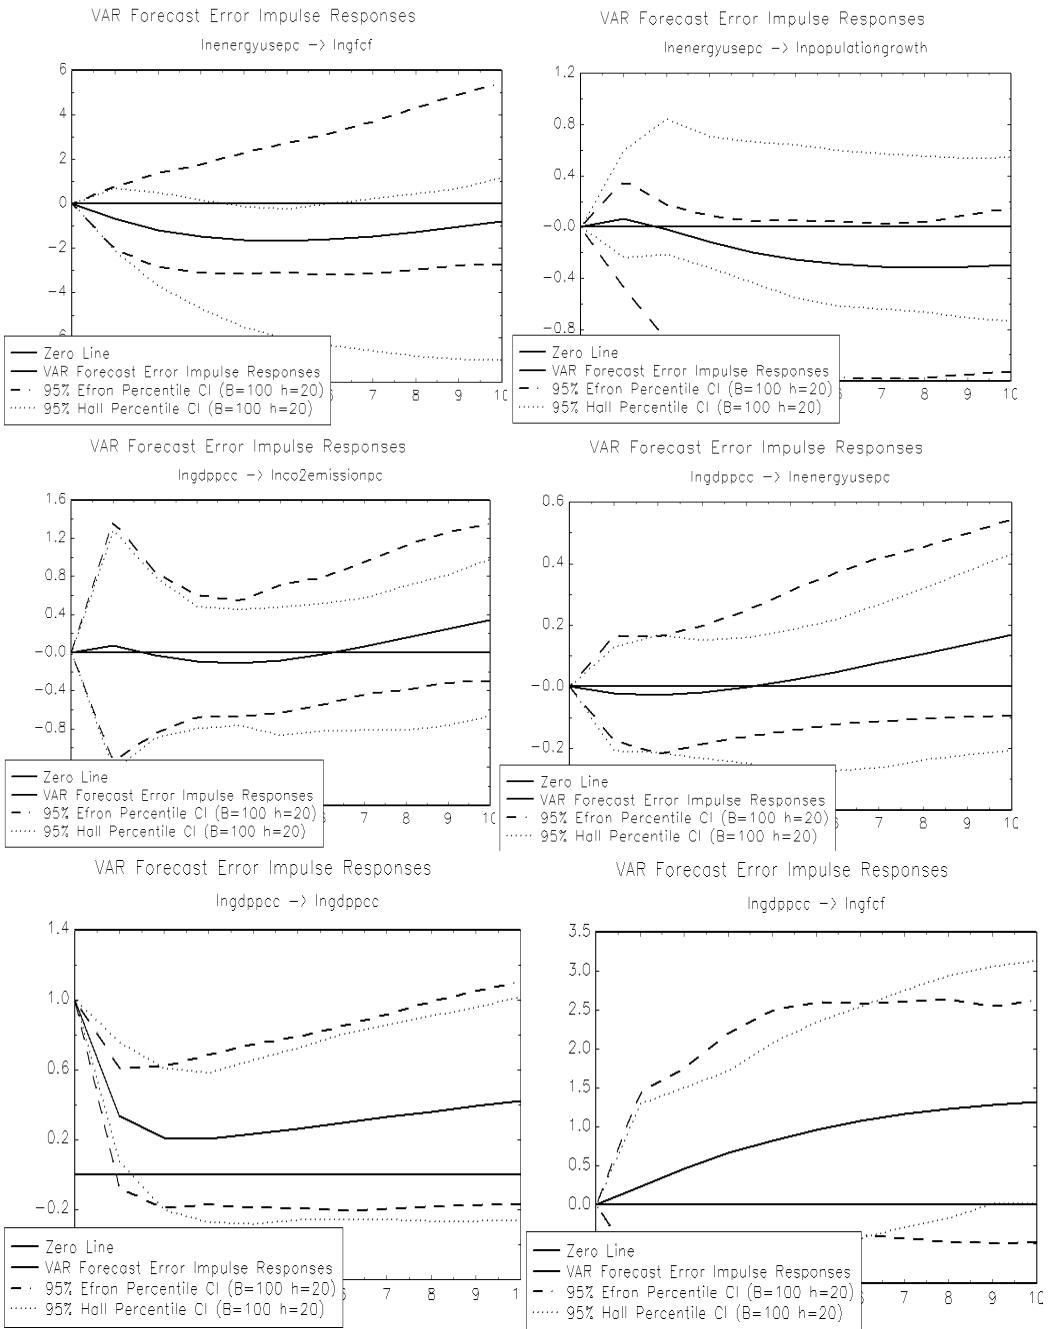 VAR Forecast Error Impulse Responses
lnenergyusepc -> lngfcf
6
4
2
0
-2
-4
6 7 8 9 10
Zero Line
VAR Forecast Error Impulse Responses
95% Efron Percentile CI (B=100 h=20)
95% Hall Percentile CI (B=100 h=20)
VAR Forecast Error Impulse Responses
lnenergyusepc -> lnpopulationgrowth
1.2
0.8
0.4
-0.0
-0.4
-0.8
6 7 8 9 10
Zero Line
VAR Forecast Error Impulse Responses
95% Efron Percentile CI (B=100 h=20)
95% Hall Percentile CI (B=100 h=20)
VAR Forecast Error Impulse Responses
lngdppcc -> lnco2emissionpc
1.6
1.2
0.8
0.4
-0.0
-0.4
-0.8
6 7 8 9 10
Zero Line
VAR Forecast Error Impulse Responses
95% Efron Percentile CI (B=100 h=20)
95% Hall Percentile CI (B=100 h=20)
VAR Forecast Error Impulse Responses
lngdppcc -> lnenergyusepc
0.6
0.4
0.2
-0.0
-0.2
6 7 8 9 10
Zero Line
VAR Forecast Error Impulse Responses
95% Efron Percentile CI (B=100 h=20)
95% Hall Percentile CI (B=100 h=20)
VAR Forecast Error Impulse Responses
lngdppcc -> lngdppcc
1.4
1.0
0.6
0.2
-0.2
6 7 8 9 1
Zero Line
VAR Forecast Error Impulse Responses
95% Efron Percentile CI (B=100 h=20)
95% Hall Percentile CI (B=100 h=20)
VAR Forecast Error Impulse Responses
lngdppcc -> lngfcf
3.5
3.0
2.5
2.0
1.5
1.0
0.5
0.0
6 7 8 9 10
Zero Line
VAR Forecast Error Impulse Responses
95% Efron Percentile CI (B=100 h=20)
95% Hall Percentile CI (B=100 h=20)